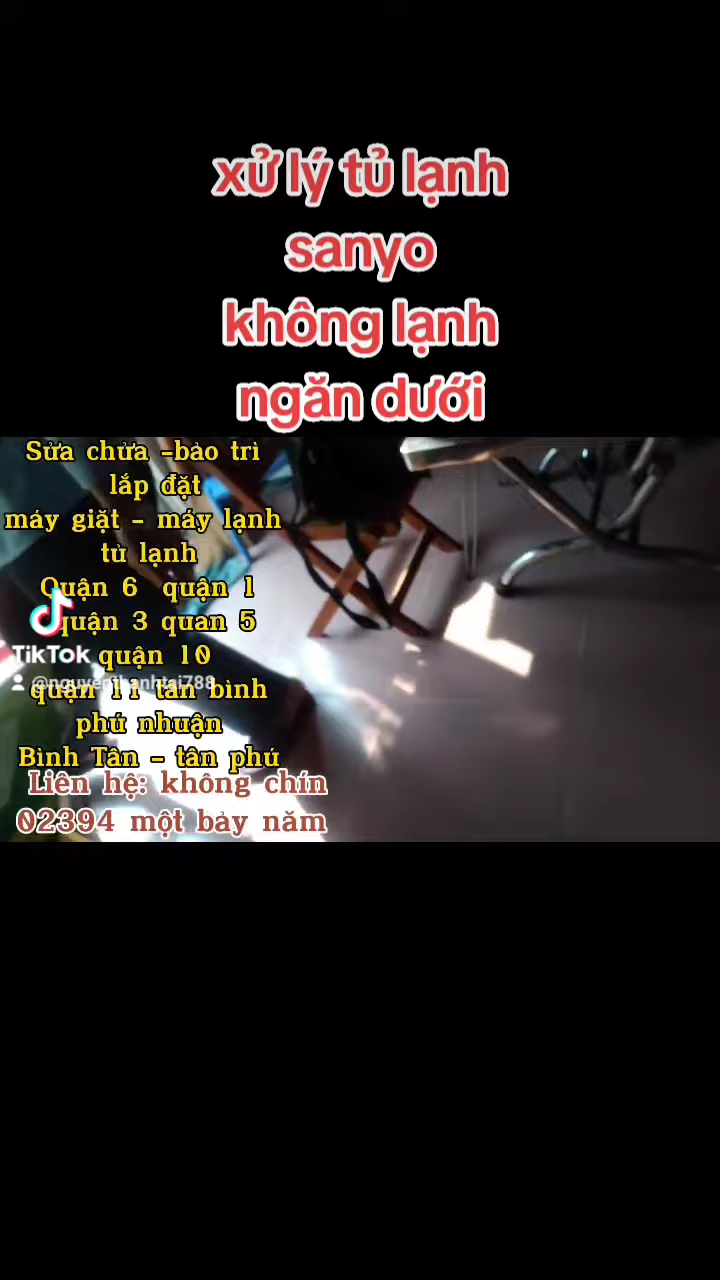 xử lý tủ lạnh
sanyo
không lạnh
ngăn dưới
Sửa chửa -bảo trì
lắp đặt
máy giặt - máy lạnh
tủ lạnh
Quận 6 quận 1
quận 3 quan 5
TikTok
quận 10
@nguyenthanhtai788
quận 11 tân bình
phú nhuận
Bình Tân - tân phú
Liên hệ: không chín
02394 một bảy năm